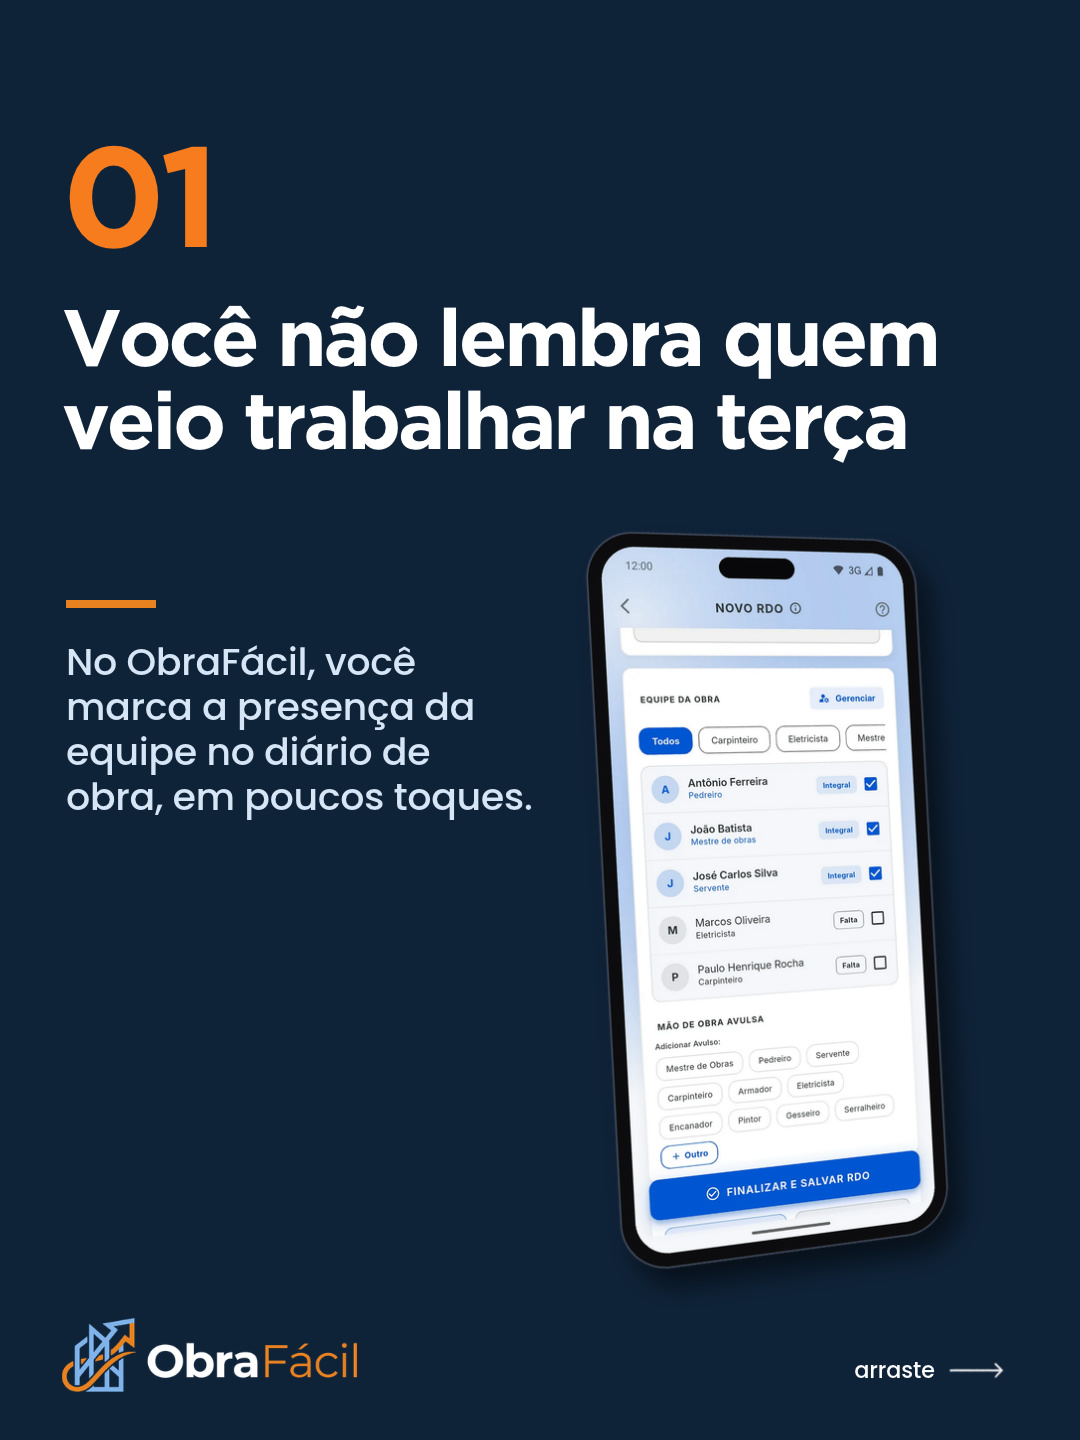 01
Você não lembra quem
veio trabalhar na terça
No ObraFácil, você
marca a presença da
equipe no diário de
obra, em poucos toques.
12:00
3G
NOVO RDO
EQUIPE DA OBRA
Gerenciar
Todos
Carpinteiro
Eletricista
Mestre
A
Antônio Ferreira
Pedreiro
Integral
J
João Batista
Mestre de obras
Integral
J
José Carlos Silva
Servente
Integral
M
Marcos Oliveira
Eletricista
Falta
P
Paulo Henrique Rocha
Carpinteiro
Falta
MÃO DE OBRA AVULSA
Adicionar Avulso:
Mestre de Obras
Pedreiro
Servente
Carpinteiro
Armador
Eletricista
Encanador
Pintor
Gesseiro
Serralheiro
+ Outro
FINALIZAR E SALVAR RDO
ObraFácil
arraste